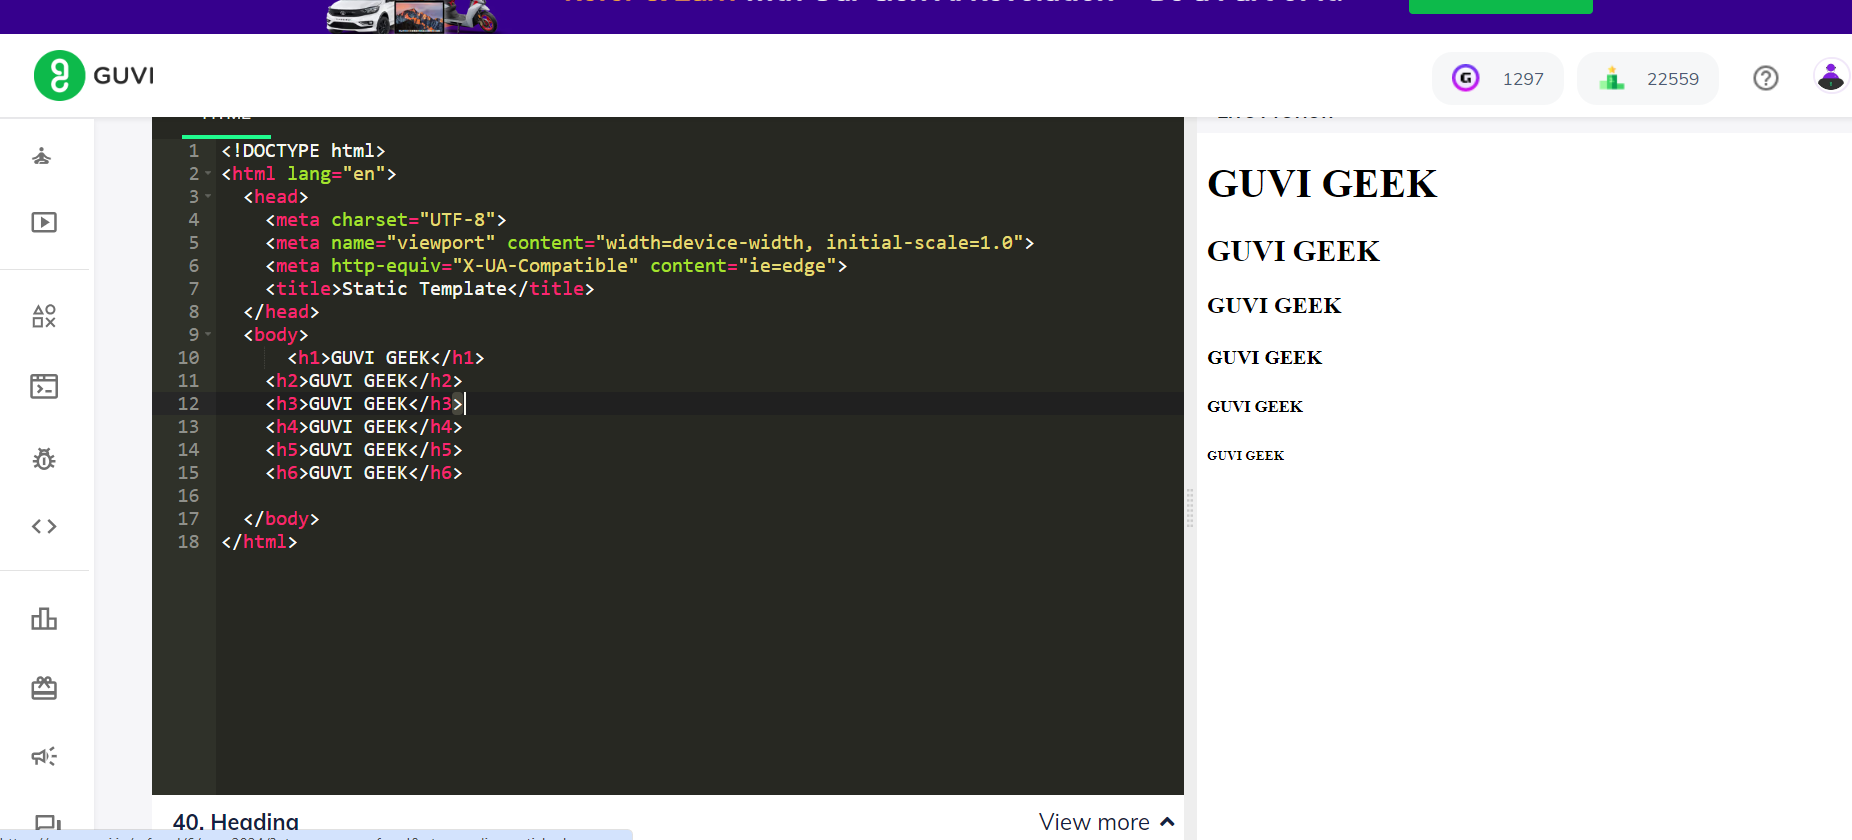 GUVI
1297
22559
HTML
1 <!DOCTYPE html>
2 <html lang="en">
3 <head>
4 <meta charset="UTF-8">
5 <meta name="viewport" content="width=device-width, initial-scale=1.0">
6 <meta http-equiv="X-UA-Compatible" content="ie=edge">
7 <title>Static Template</title>
8 </head>
9 <body>
10 <h1>GUVI GEEK</h1>
11 <h2>GUVI GEEK</h2>
12 <h3>GUVI GEEK</h3>
13 <h4>GUVI GEEK</h4>
14 <h5>GUVI GEEK</h5>
15 <h6>GUVI GEEK</h6>
16
17 </body>
18 </html>
GUVI GEEK
GUVI GEEK
GUVI GEEK
GUVI GEEK
GUVI GEEK
GUVI GEEK
40. Heading
View more